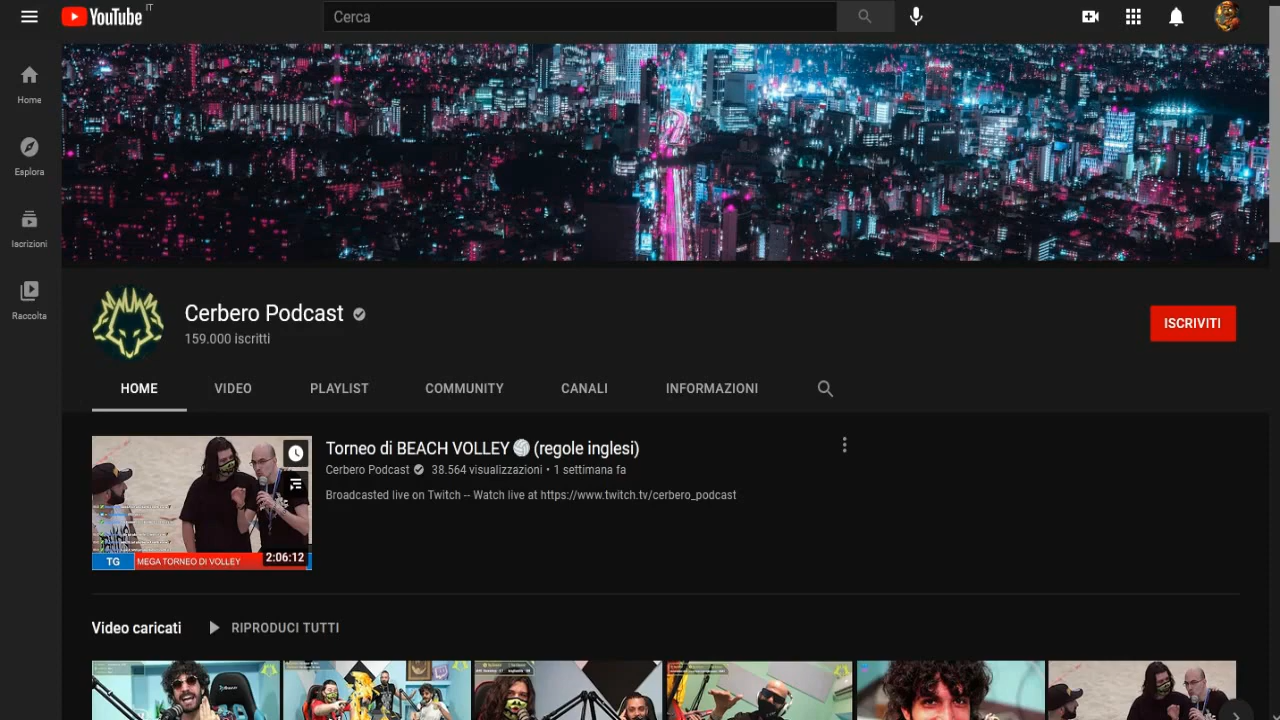 YouTube IT
Cerca
Home
Esplora
Iscrizioni
Raccolta
Cerbero Podcast
159.000 iscritti
ISCRIVITI
HOME VIDEO PLAYLIST COMMUNITY CANALI INFORMAZIONI
Torneo di BEACH VOLLEY🏐 (regole inglesi)
Cerbero Podcast 38.564 visualizzazioni • 1 settimana fa
Broadcasted live on Twitch -- Watch live at https://www.twitch.tv/cerbero_podcast
TG MEGA TORNEO DI VOLLEY
2:06:12
Video caricati RIPRODUCI TUTTI